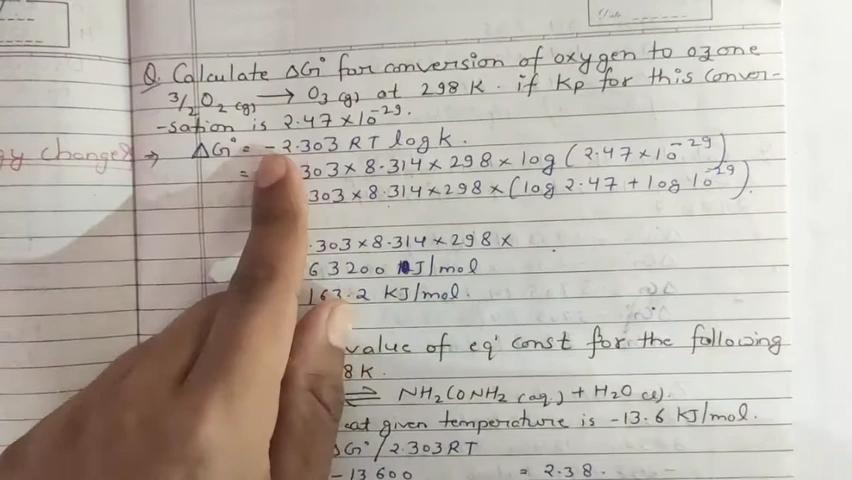 Q. Calculate ΔG° for conversion of oxygen to ozone
3/2 O2 (g) → O3 (g) at 298 K. if Kp for this conver-
-sation is 2.47 × 10⁻²⁹.
gy changes → ΔG° = -2.303 RT log K.
= 303 × 8.314 × 298 × log (2.47 × 10⁻²⁹)
303 × 8.314 × 298 × (log 2.47 + log 10⁻²⁹).
.303 × 8.314 × 298 ×
63200 J/mol
163.2 KJ/mol.
value of eq' const for the following
8K.
⇌ NH2CONH2 (aq) + H2O (l).
at given temperature is -13.6 KJ/mol.
G°/2.303RT
-13600 = 2.38.